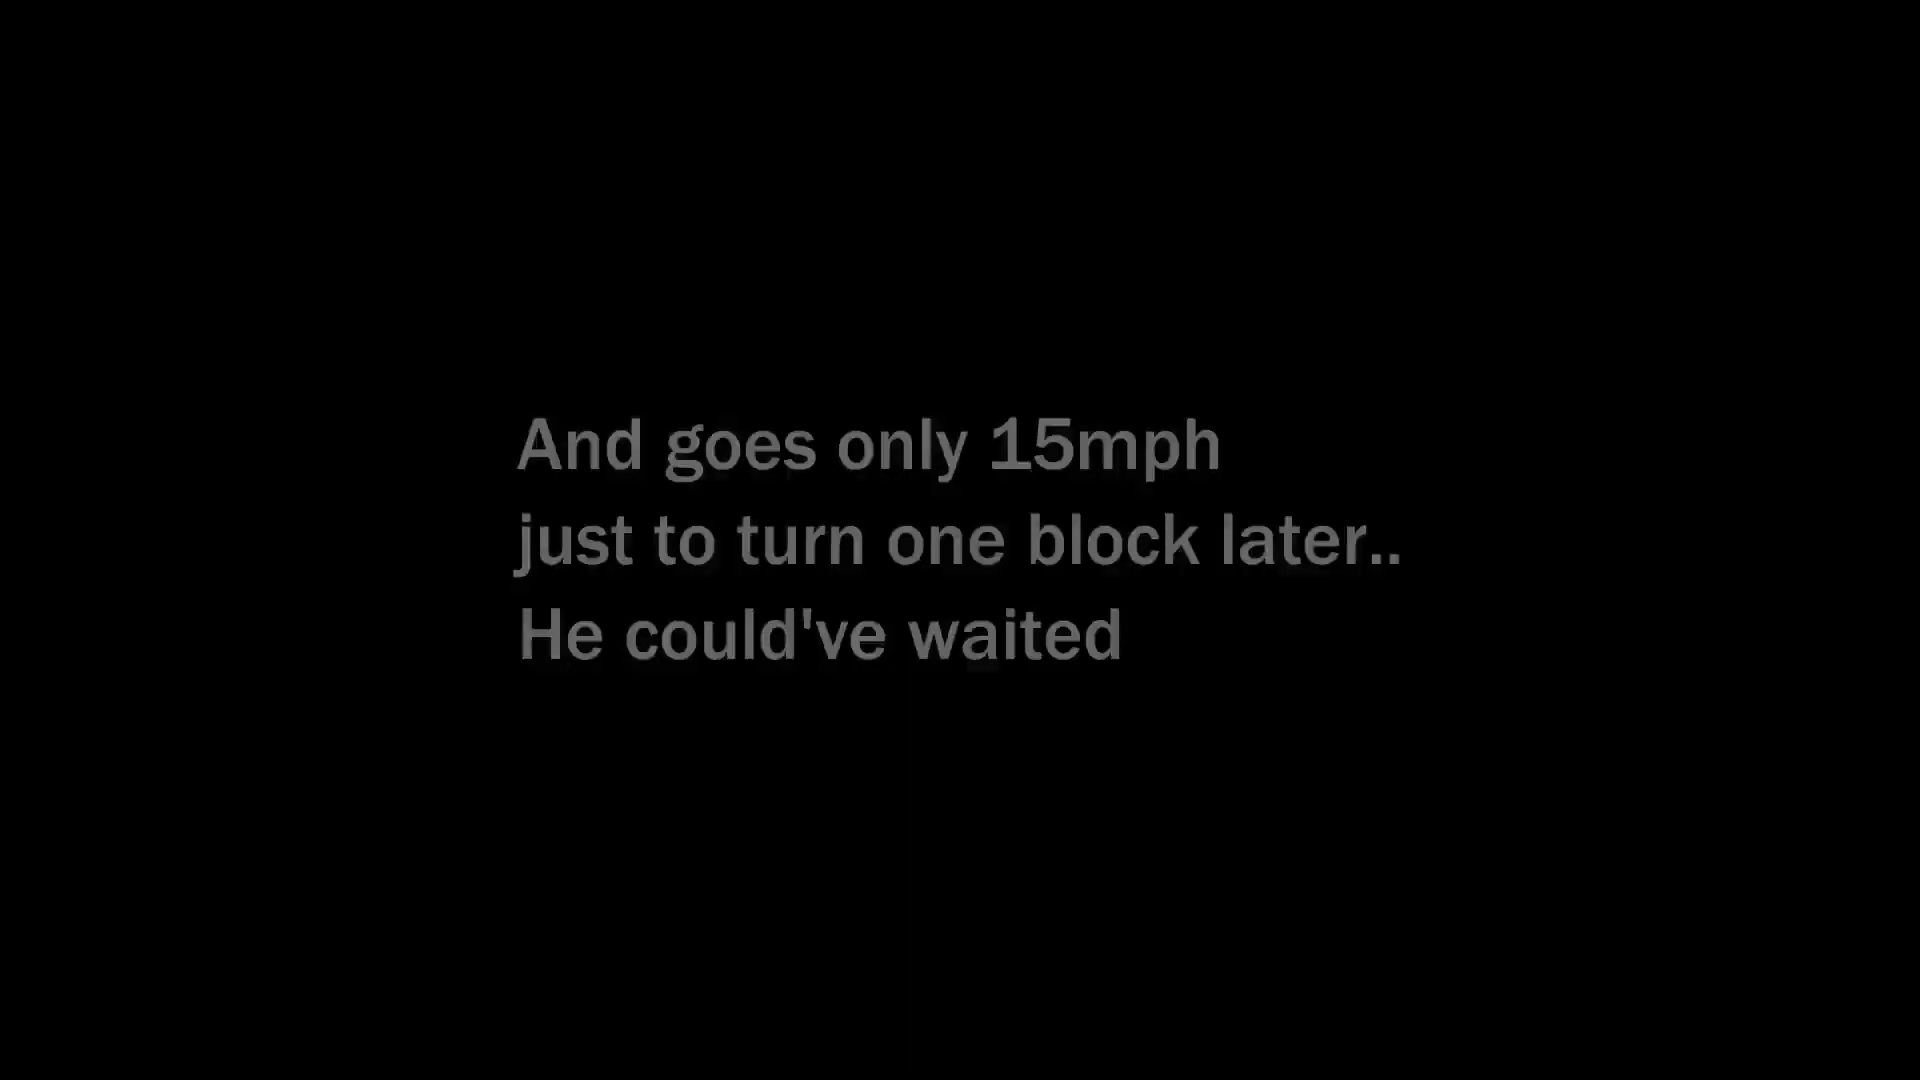 And goes only 15mph
just to turn one block later..
He could've waited